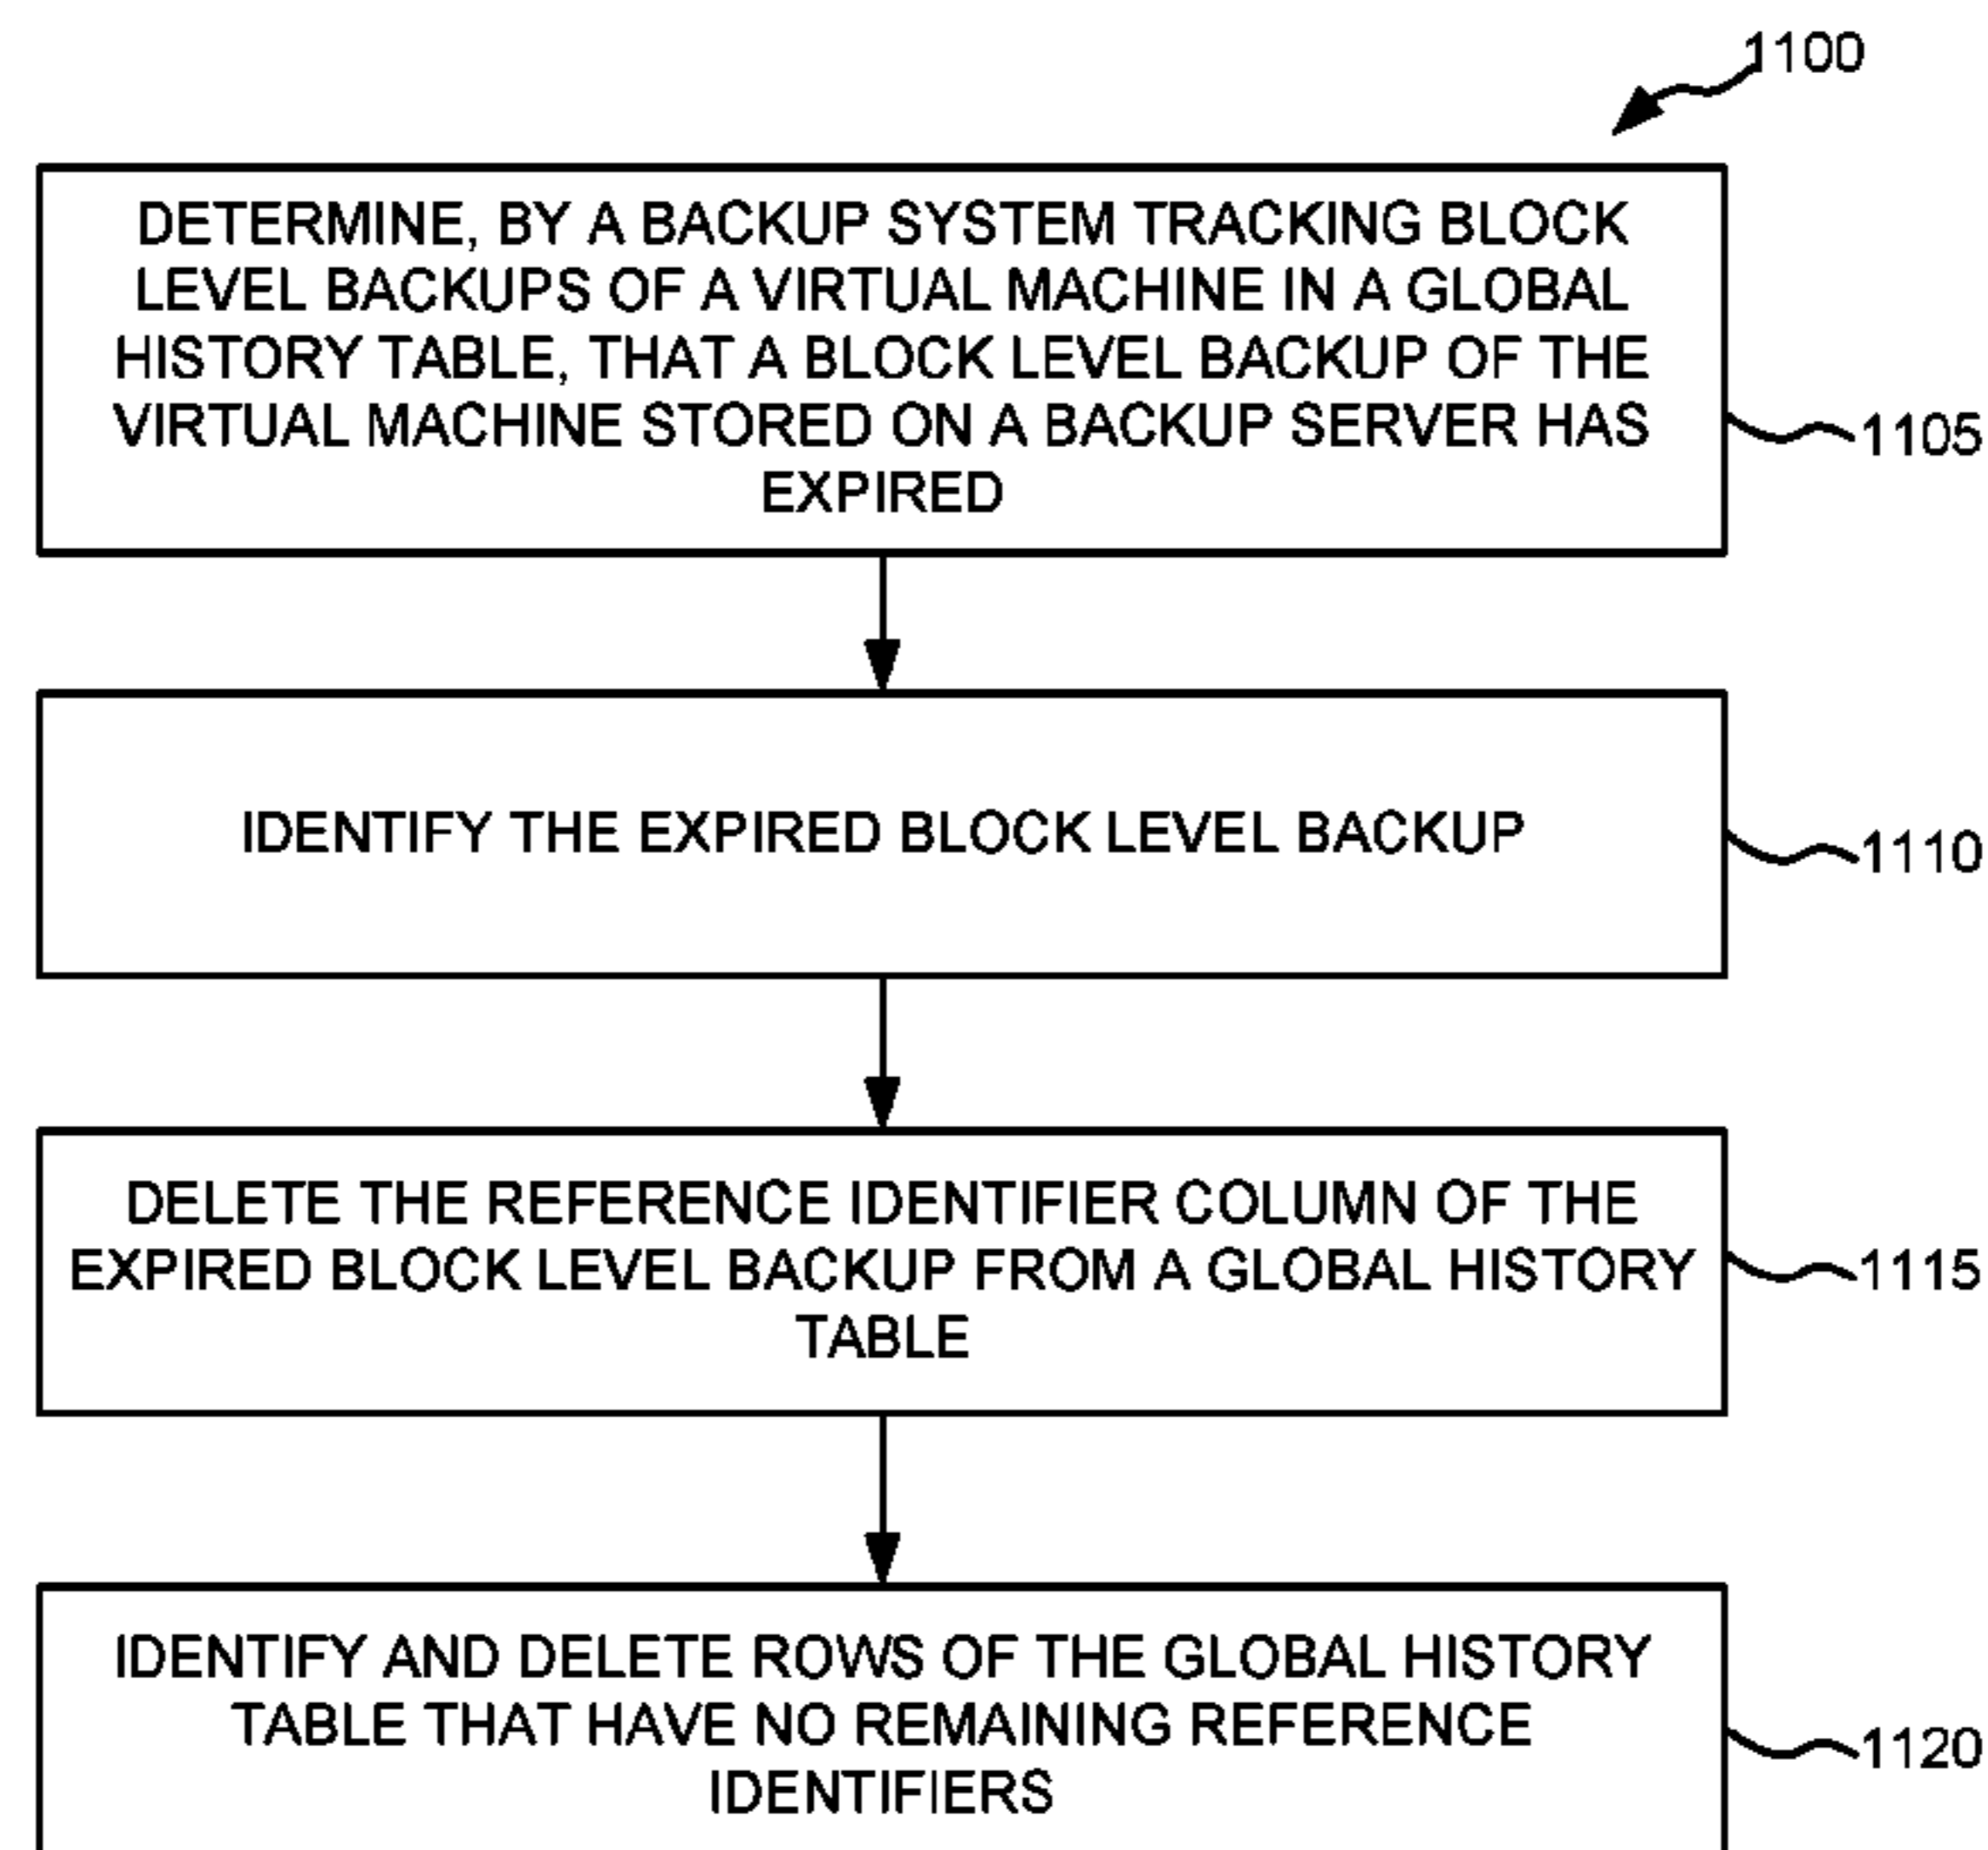 1100
DETERMINE, BY A BACKUP SYSTEM TRACKING BLOCK
LEVEL BACKUPS OF A VIRTUAL MACHINE IN A GLOBAL
HISTORY TABLE, THAT A BLOCK LEVEL BACKUP OF THE
VIRTUAL MACHINE STORED ON A BACKUP SERVER HAS
EXPIRED
1105
IDENTIFY THE EXPIRED BLOCK LEVEL BACKUP
1110
DELETE THE REFERENCE IDENTIFIER COLUMN OF THE
EXPIRED BLOCK LEVEL BACKUP FROM A GLOBAL HISTORY
TABLE
1115
IDENTIFY AND DELETE ROWS OF THE GLOBAL HISTORY
TABLE THAT HAVE NO REMAINING REFERENCE
IDENTIFIERS
1120